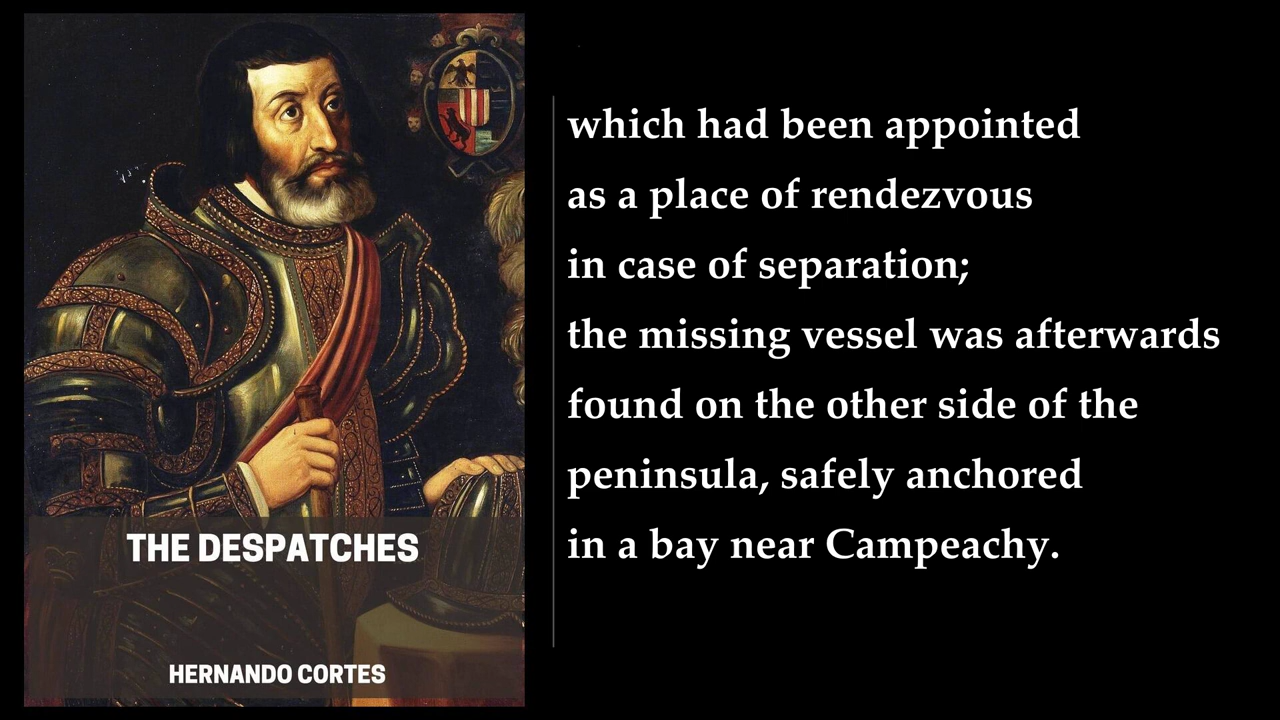 THE DESPATCHES
HERNANDO CORTES
which had been appointed
as a place of rendezvous
in case of separation;
the missing vessel was afterwards
found on the other side of the
peninsula, safely anchored
in a bay near Campeachy.